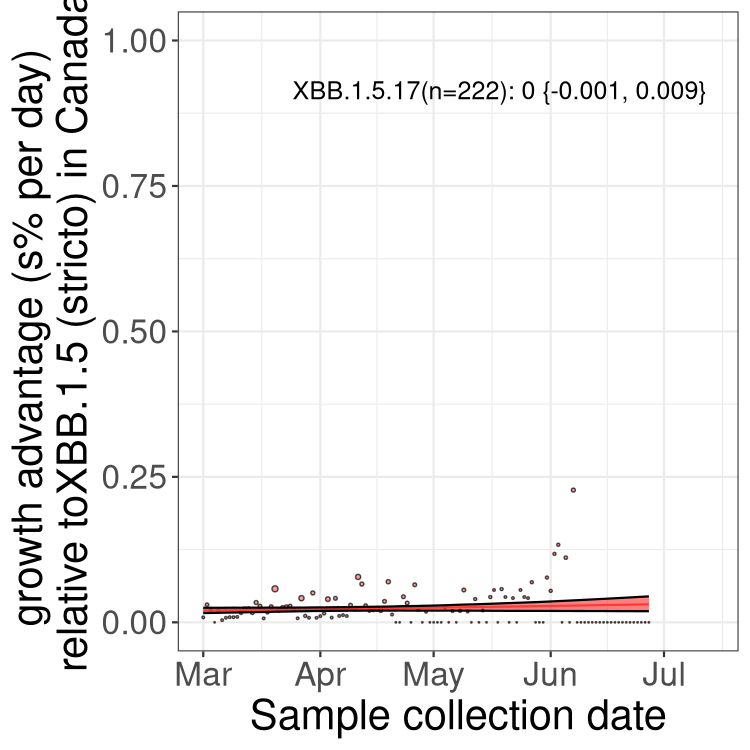 growth advantage (s% per day)
relative toXBB.1.5 (stricto) in Canada
1.00
0.75
0.50
0.25
0.00
XBB.1.5.17(n=222): 0 {-0.001, 0.009}
Mar Apr May Jun Jul
Sample collection date